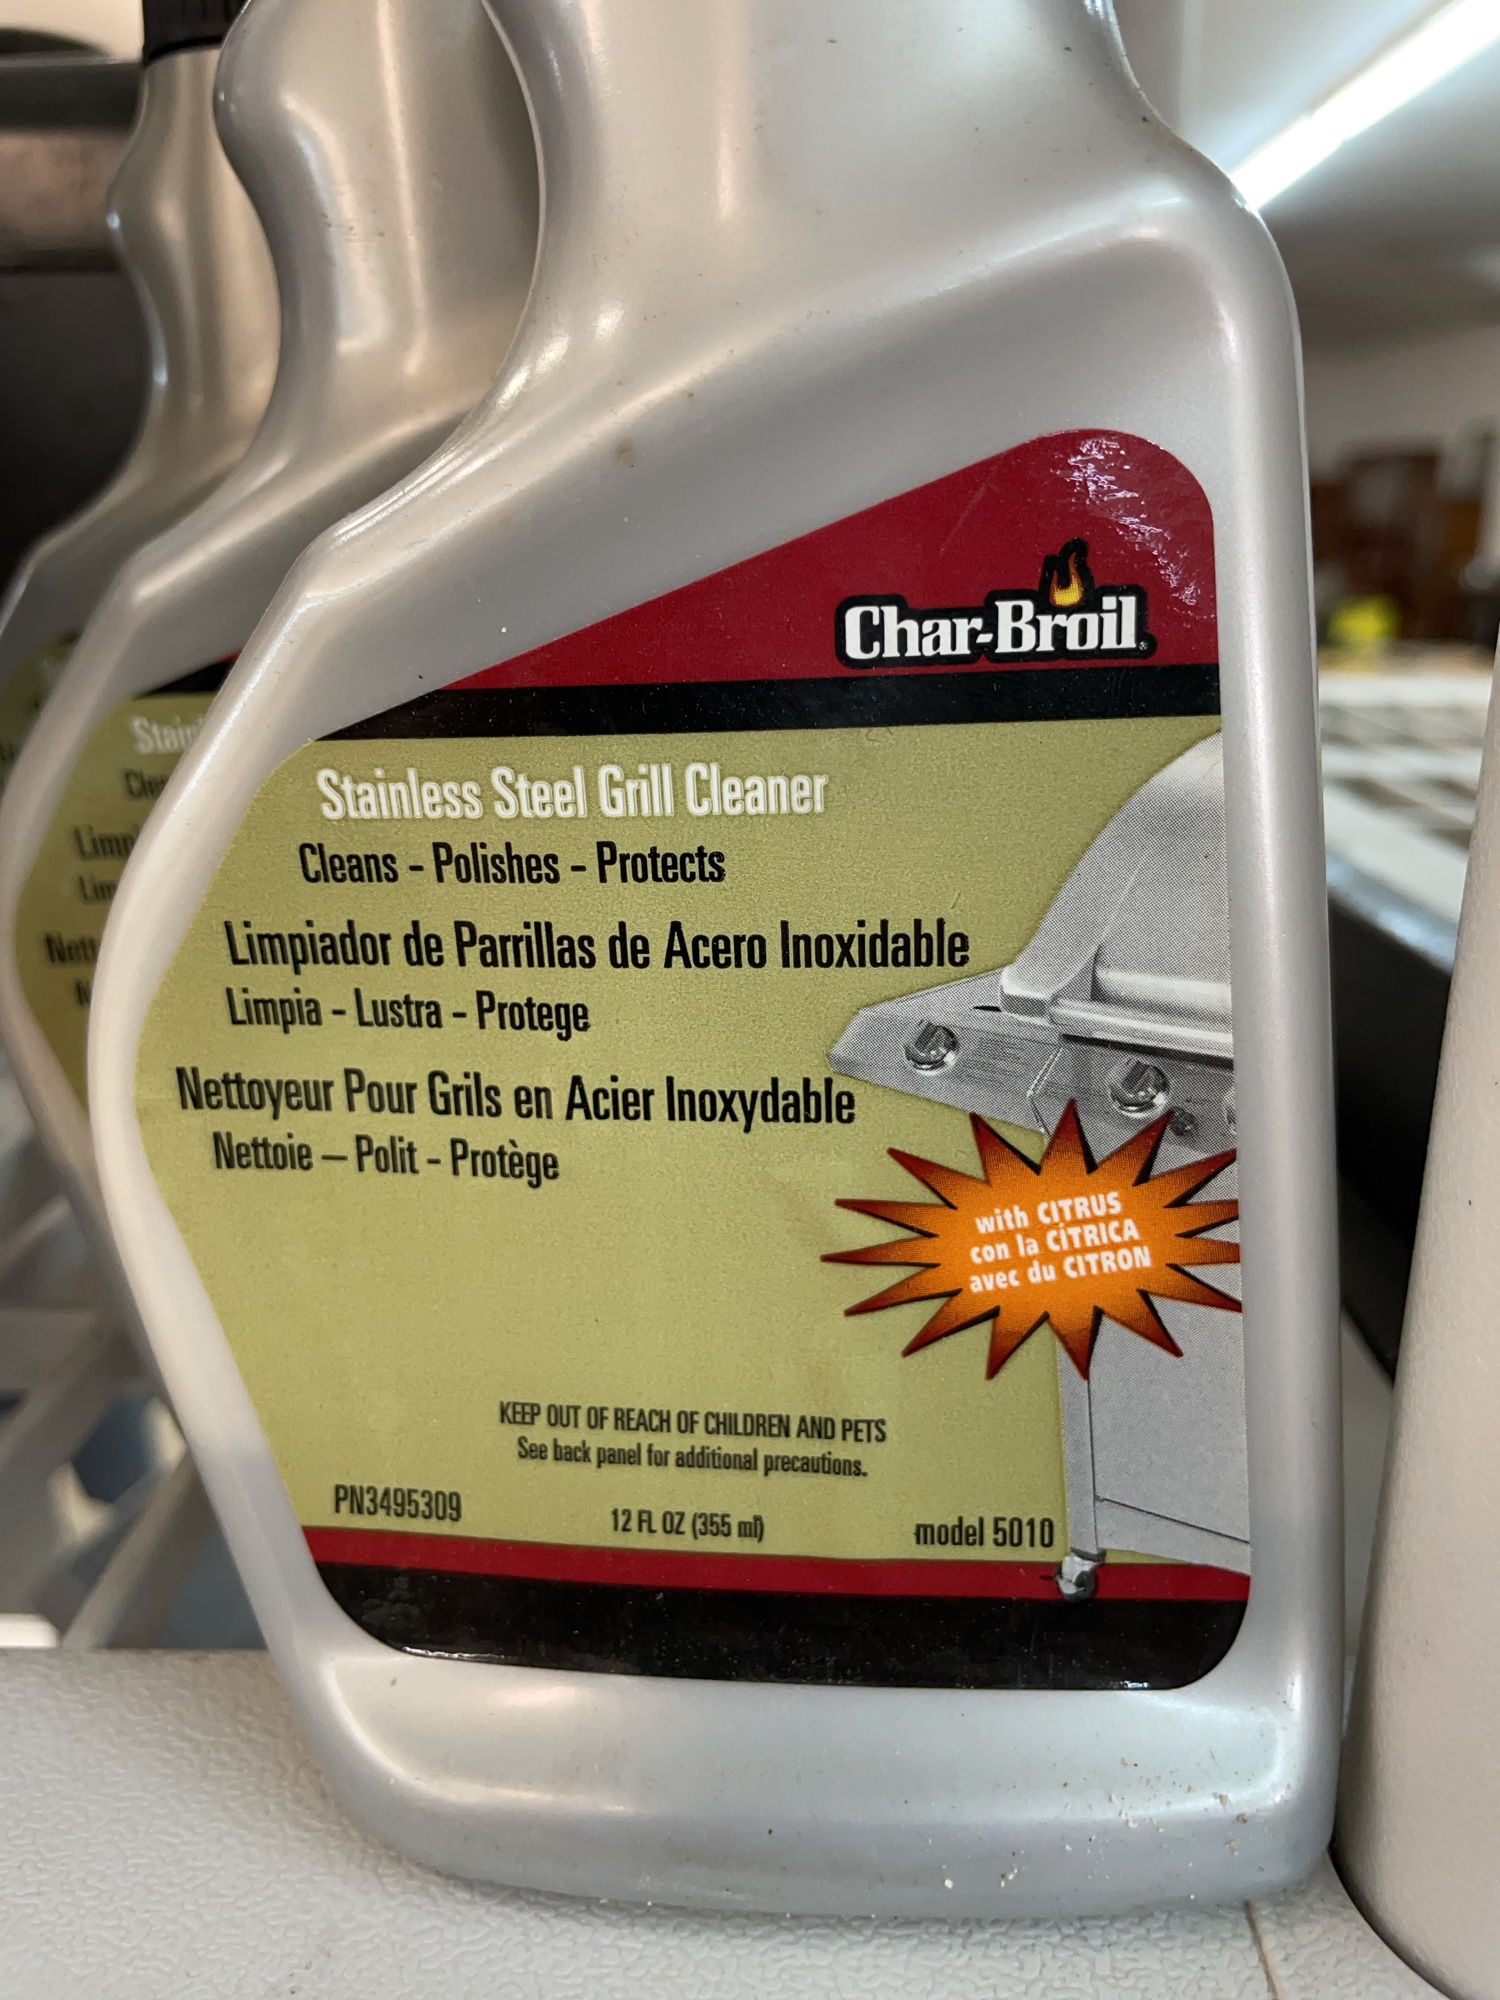 Char-Broil
Stainless Steel Grill Cleaner
Cleans - Polishes - Protects
Limpiador de Parrillas de Acero Inoxidable
Limpia - Lustra - Protege
Nettoyeur Pour Grils en Acier Inoxydable
Nettoie – Polit - Protège
with CITRUS
con la CÍTRICA
avec du CITRON
KEEP OUT OF REACH OF CHILDREN AND PETS
See back panel for additional precautions.
PN3495309
12 FL OZ (355 ml)
model 5010